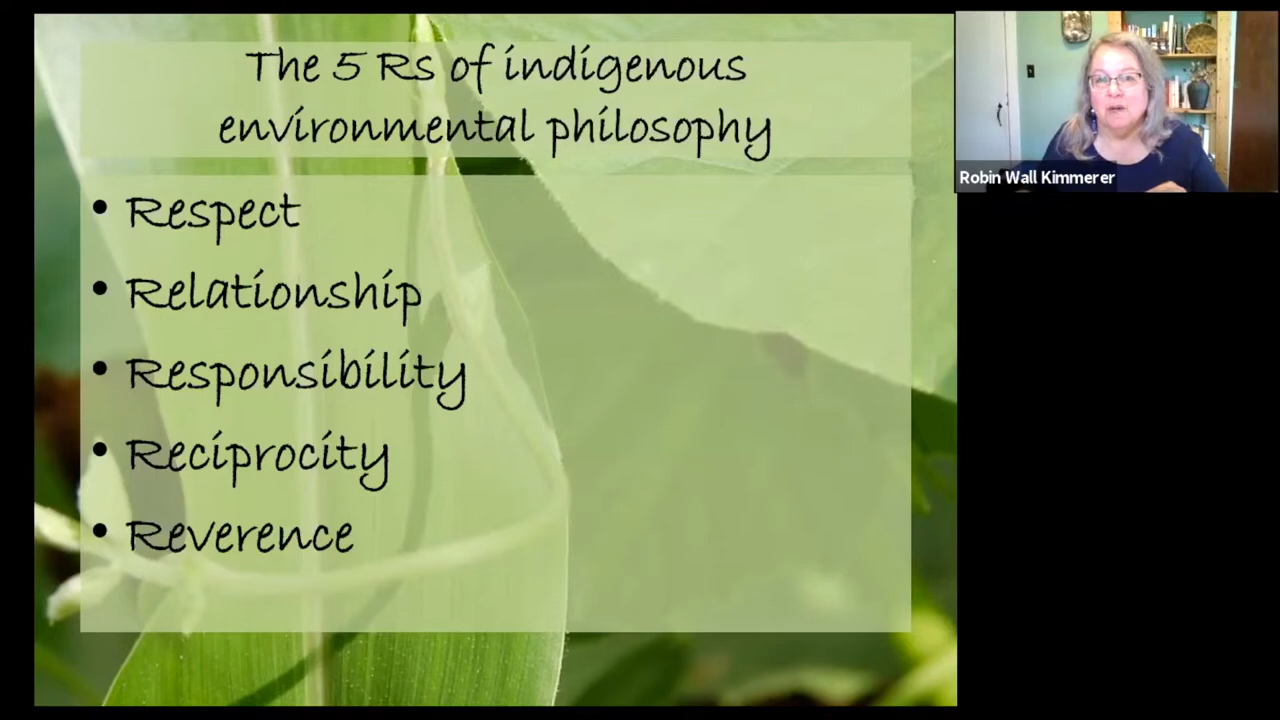 The 5 Rs of indigenous
environmental philosophy
• Respect
• Relationship
• Responsibility
• Reciprocity
• Reverence
Robin Wall Kimmerer